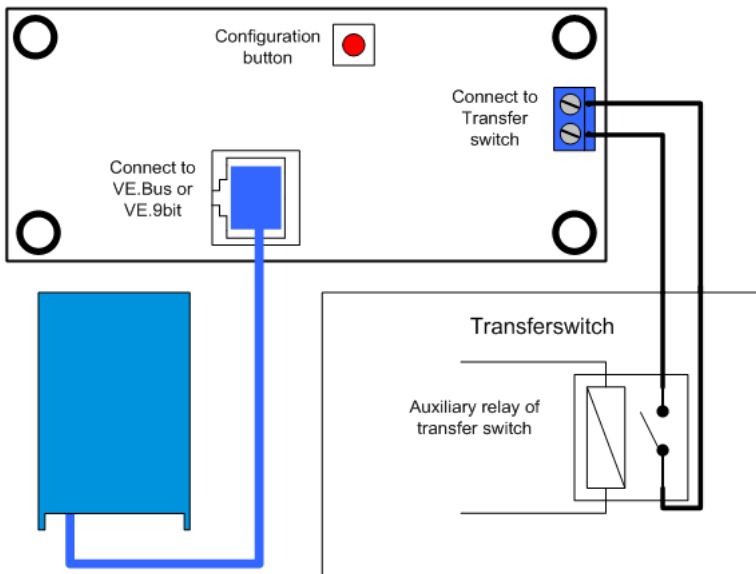 Configuration
button
Connect to
Transfer
switch
Connect to
VE.Bus or
VE.9bit
Transferswitch
Auxiliary relay of
transfer switch